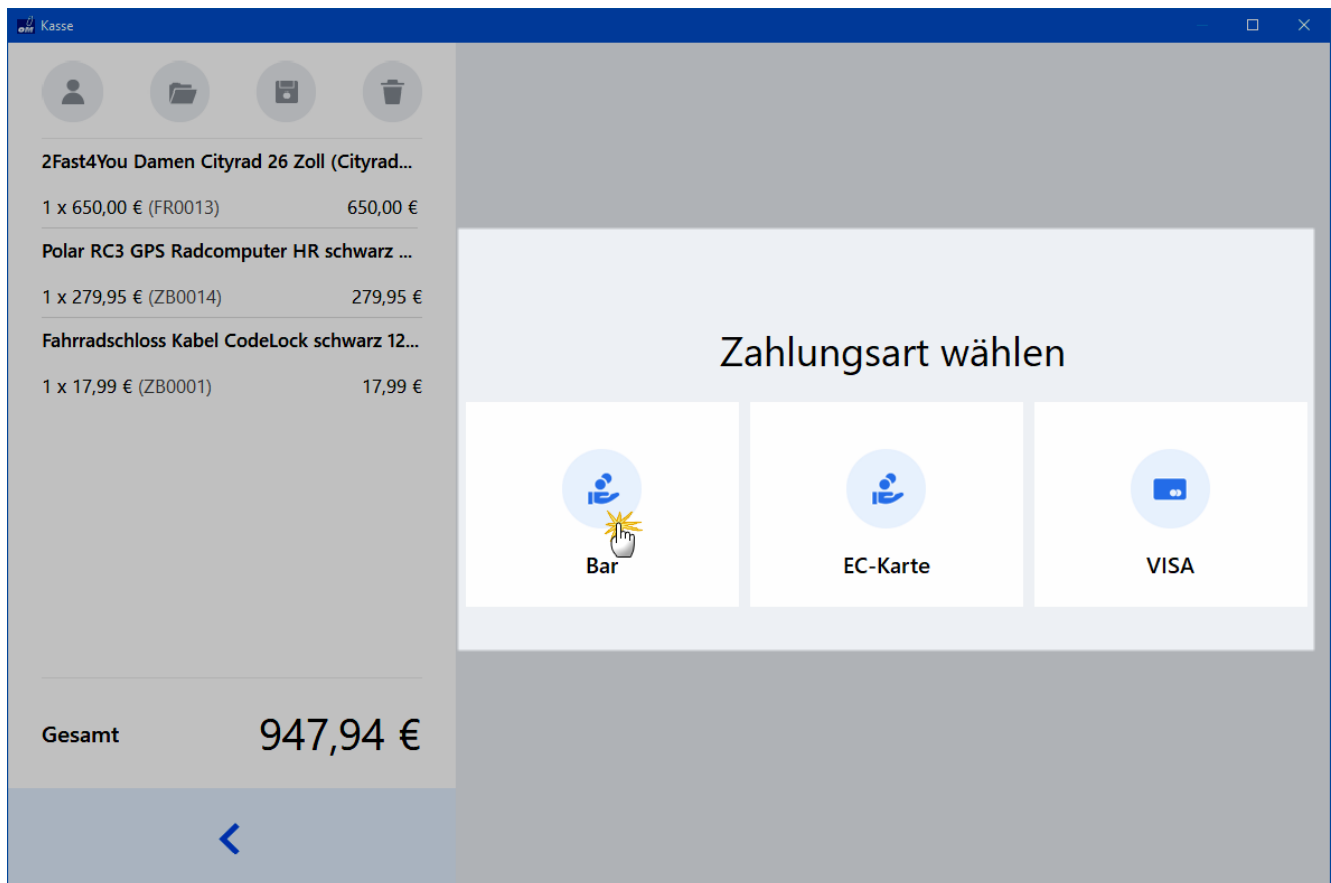 Kasse
2Fast4You Damen Cityrad 26 Zoll (Cityrad...
1 x 650,00 € (FR0013) 650,00 €
Polar RC3 GPS Radcomputer HR schwarz ...
1 x 279,95 € (ZB0014) 279,95 €
Fahrradschloss Kabel CodeLock schwarz 12...
1 x 17,99 € (ZB0001) 17,99 €
Zahlungsart wählen
Bar EC-Karte VISA
Gesamt 947,94 €